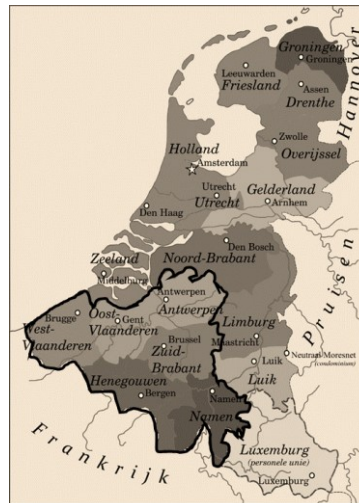 Groningen
Groningen
Leeuwarden
Friesland
Assen
Drenthe
Hannover
Zwolle
Overijssel
Holland
Amsterdam
Utrecht
Utrecht
Gelderland
Arnhem
Den Haag
Pruisen
Zeeland
Middelburg
Noord-Brabant
Den Bosch
Antwerpen
Antwerpen
Brugge
West-
Vlaanderen
Oost-
Vlaanderen
Gent
Brussel
Zuid-
Brabant
Limburg
Maastricht
Neutraal Moresnet
(condominium)
Luik
Luik
Henegouwen
Bergen
Namen
Namen
Frankrijk
Luxemburg
(personele unie)
Luxemburg